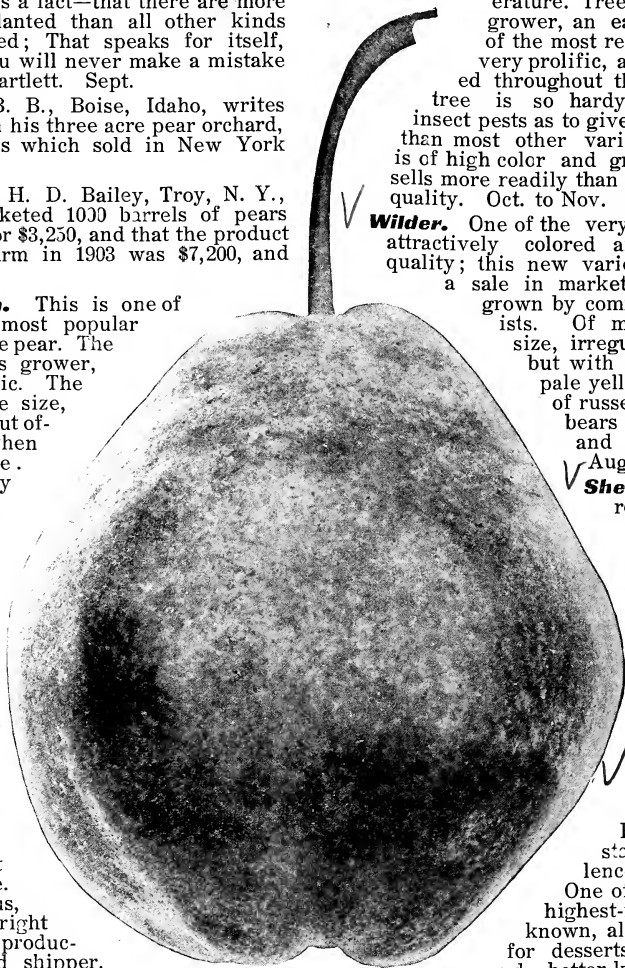 s a fact—that there are more
lanted than all other kinds
ed; That speaks for itself,
u will never make a mistake
artlett. Sept.
B. B., Boise, Idaho, writes
his three acre pear orchard,
s which sold in New York
H. D. Bailey, Troy, N. Y.,
keted 1000 barrels of pears
or $3,250, and that the product
arm in 1903 was $7,200, and
This is one of
most popular
e pear. The
s grower,
ic. The
e size,
ut of-
hen
e.
y
t
e.
us,
right
produc-
d shipper.
erature. Tree
grower, an ea
of the most re
very prolific, a
ed throughout th
tree is so hardy
insect pests as to give
than most other vari
is of high color and gr
sells more readily than
quality. Oct. to Nov.
Wilder. One of the very
attractively colored a
quality; this new varie
a sale in market
grown by com
ists. Of m
size, irregu
but with
pale yell
of russe
bears
and
Aug
She
re
sta
lenc
One of
highest-
known, al
for desserts